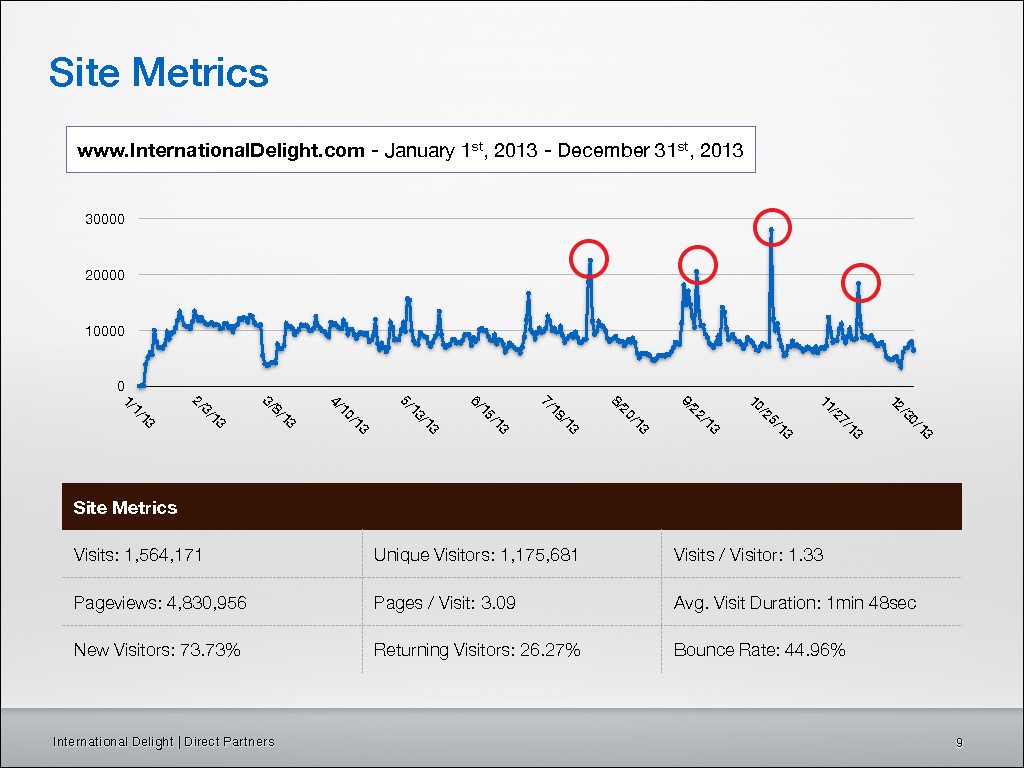 Site Metrics
www.InternationalDelight.com - January 1st, 2013 - December 31st, 2013
30000
20000
10000
0
1/1/13 2/3/13 3/8/13 4/10/13 5/13/13 6/15/13 7/18/13 8/20/13 9/22/13 10/25/13 11/27/13 12/30/13
Site Metrics
Visits: 1,564,171 Unique Visitors: 1,175,681 Visits / Visitor: 1.33
Pageviews: 4,830,956 Pages / Visit: 3.09 Avg. Visit Duration: 1min 48sec
New Visitors: 73.73% Returning Visitors: 26.27% Bounce Rate: 44.96%
International Delight | Direct Partners 9